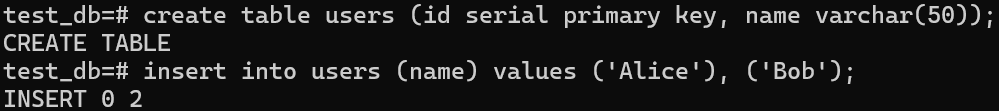 test_db=# create table users (id serial primary key, name varchar(50));
CREATE TABLE
test_db=# insert into users (name) values ('Alice'), ('Bob');
INSERT 0 2